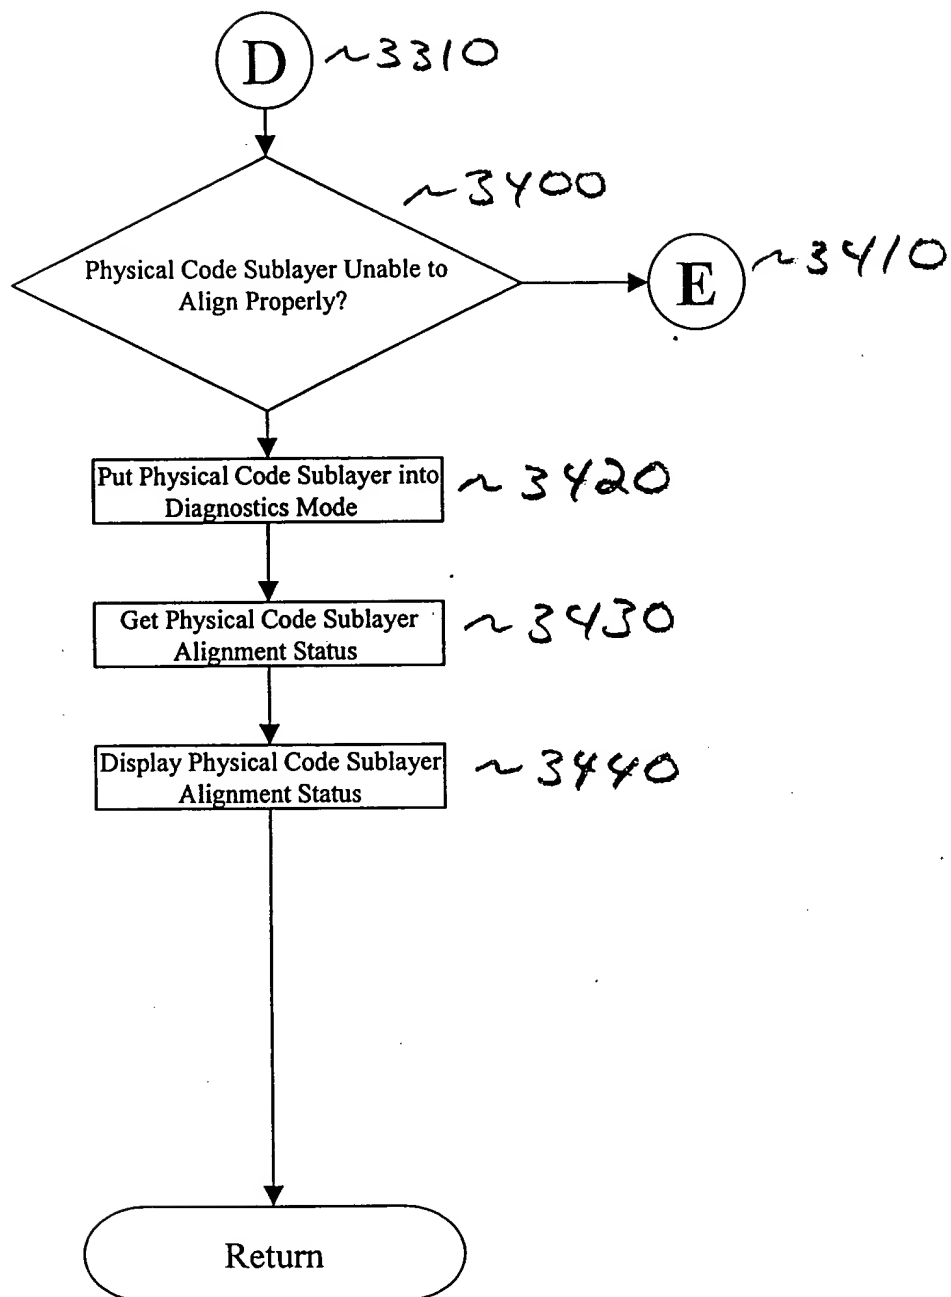 D ~3310
~3400
Physical Code Sublayer Unable to
Align Properly?
E ~3410
Put Physical Code Sublayer into
Diagnostics Mode
~3420
Get Physical Code Sublayer
Alignment Status
~3430
Display Physical Code Sublayer
Alignment Status
~3440
Return